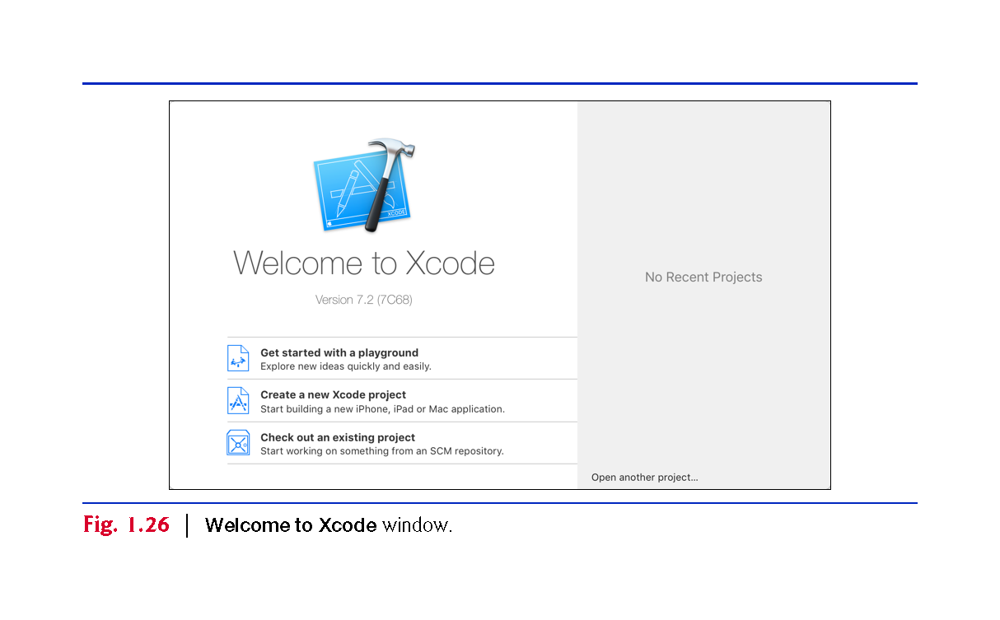 XCODE
Welcome to Xcode
Version 7.2 (7C68)
Get started with a playground
Explore new ideas quickly and easily.
Create a new Xcode project
Start building a new iPhone, iPad or Mac application.
Check out an existing project
Start working on something from an SCM repository.
No Recent Projects
Open another project...
Fig. 1.26 | Welcome to Xcode window.